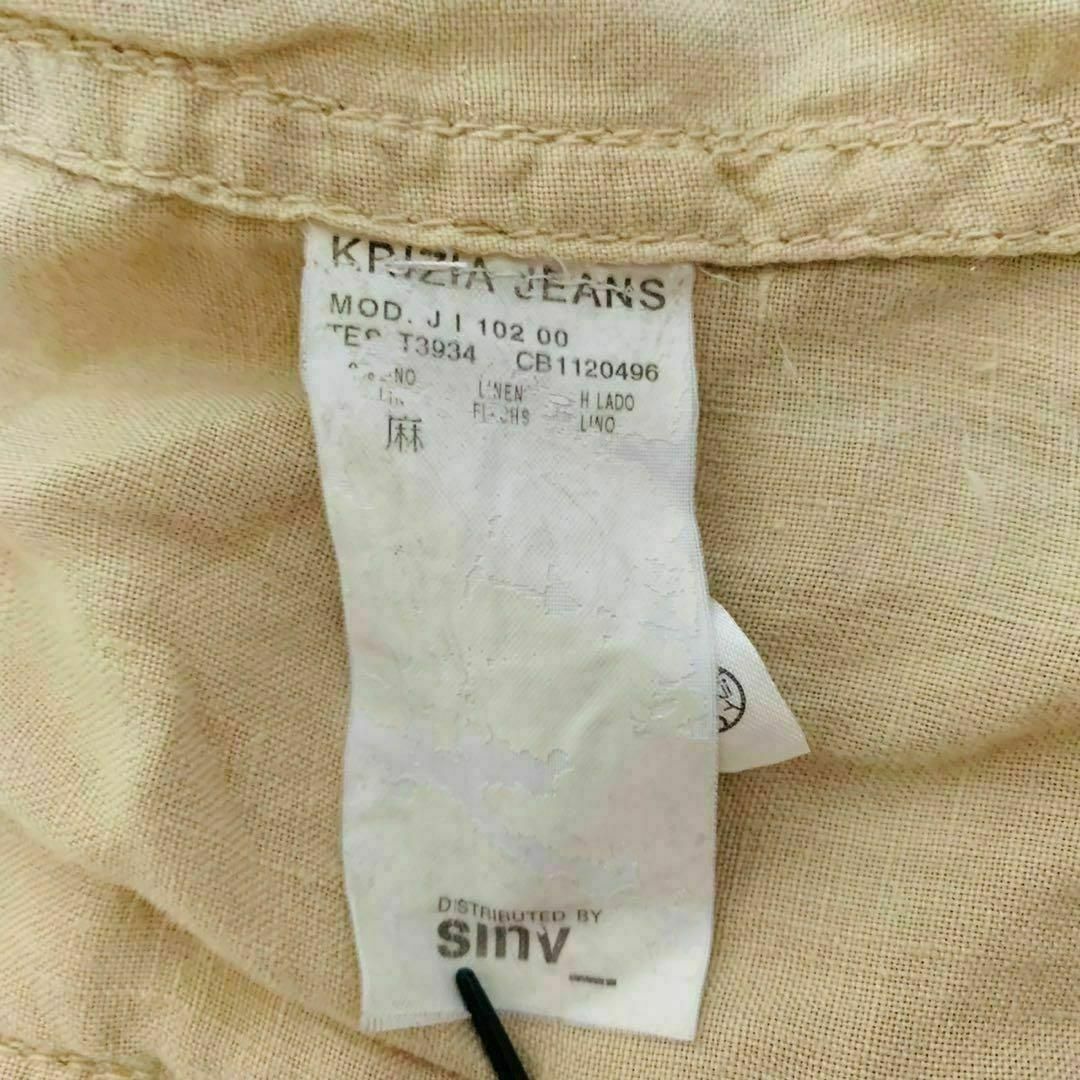 KRIZIA JEANS
MOD. J I 102 00
T3934 CB1120496
LINEN
LINO
麻
DISTRIBUTED BY
SINV